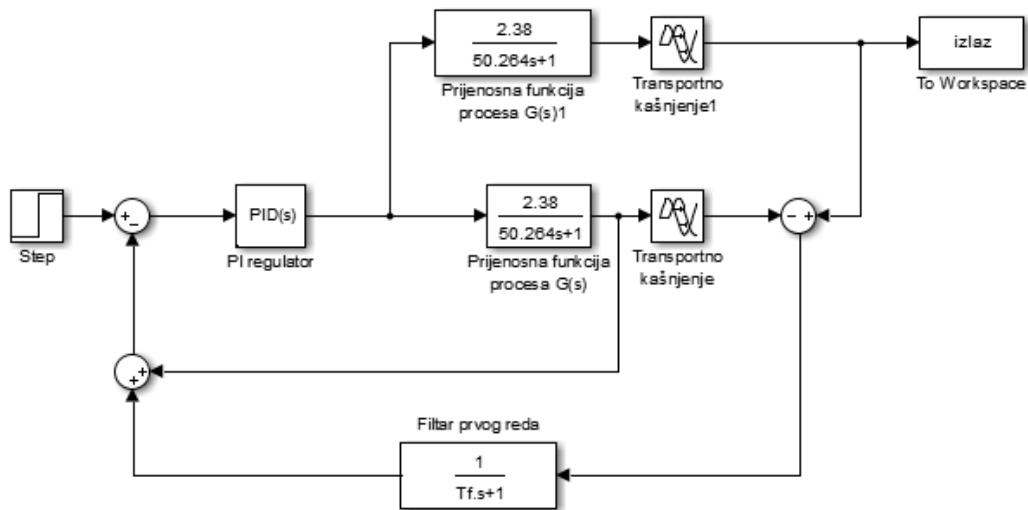 2.38
50.264s+1
Prijenosna funkcija
procesa G(s)1
Transportno
kašnjenje1
izlaz
To Workspace
Step
+
−
PID(s)
PI regulator
2.38
50.264s+1
Prijenosna funkcija
procesa G(s)
Transportno
kašnjenje
− +
+
+
Filtar prvog reda
1
Tf.s+1